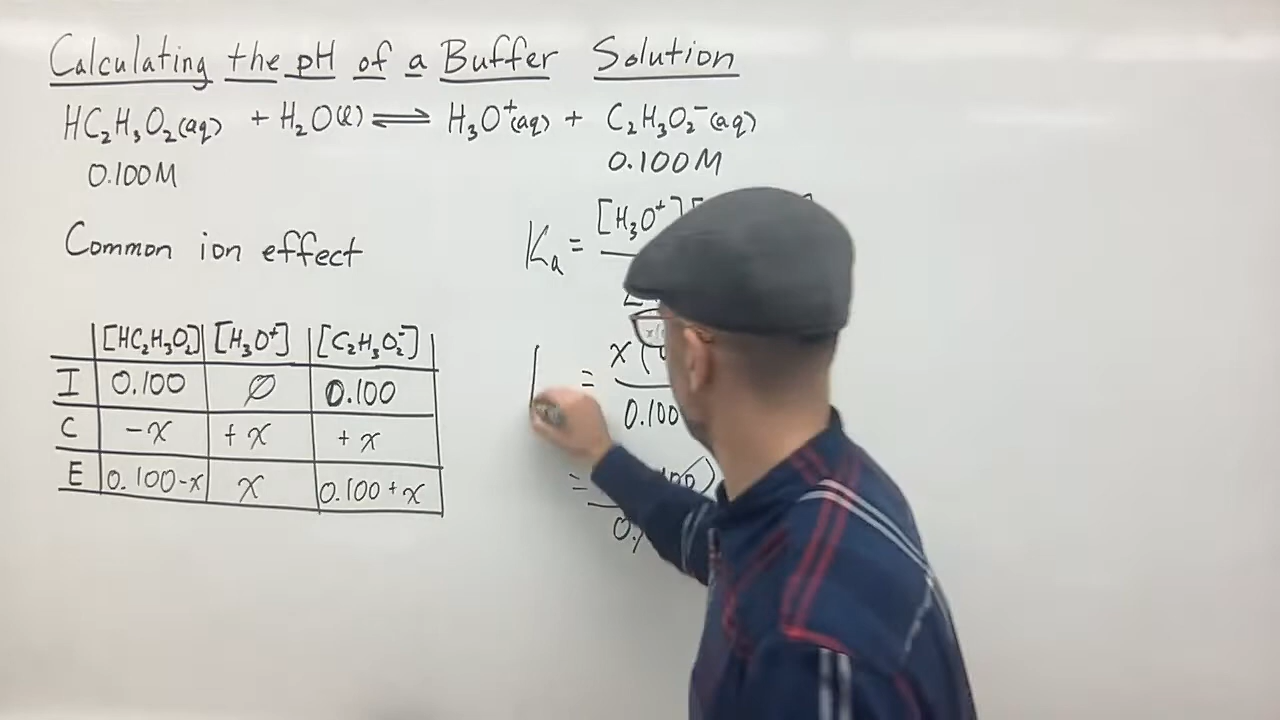 Calculating the pH of a Buffer Solution
HC₂H₃O₂(aq) + H₂O(l) ⇌ H₃O⁺(aq) + C₂H₃O₂⁻(aq)
0.100M 0.100M
Common ion effect
Kₐ = [H₃O⁺][
= x(
0.100
=
[HC₂H₃O₂] [H₃O⁺] [C₂H₃O₂⁻]
I 0.100 ∅ 0.100
C -x +x +x
E 0.100-x x 0.100+x